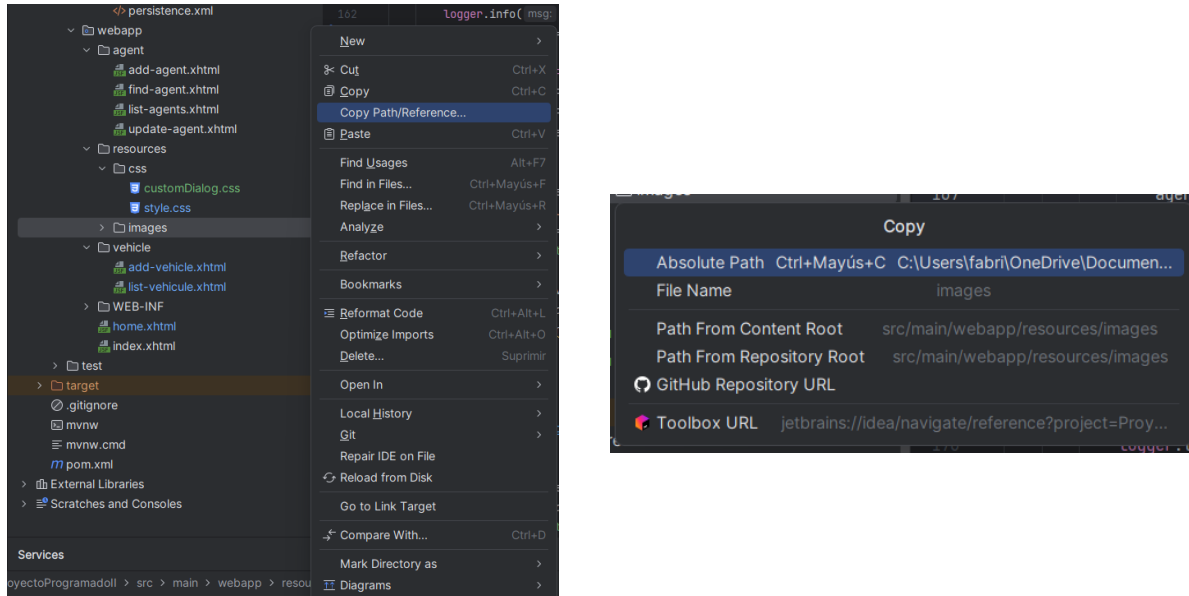 persistence.xml
webapp
agent
add-agent.xhtml
find-agent.xhtml
list-agents.xhtml
update-agent.xhtml
resources
css
customDialog.css
style.css
images
vehicle
add-vehicle.xhtml
list-vehicule.xhtml
WEB-INF
home.xhtml
index.xhtml
test
target
.gitignore
mvnw
mvnw.cmd
pom.xml
External Libraries
Scratches and Consoles
Services
oyectoProgramadoII > src > main > webapp > resou
162 logger.info( msg:
New
Cut Ctrl+X
Copy Ctrl+C
Copy Path/Reference...
Paste Ctrl+V
Find Usages Alt+F7
Find in Files... Ctrl+Mayús+F
Replace in Files... Ctrl+Mayús+R
Analyze
Refactor
Bookmarks
Reformat Code Ctrl+Alt+L
Optimize Imports Ctrl+Alt+O
Delete... Suprimir
Open In
Local History
Git
Repair IDE on File
Reload from Disk
Go to Link Target
Compare With... Ctrl+D
Mark Directory as
Diagrams
Copy
Absolute Path Ctrl+Mayús+C C:\Users\fabri\OneDrive\Documen...
File Name images
Path From Content Root src/main/webapp/resources/images
Path From Repository Root src/main/webapp/resources/images
GitHub Repository URL
Toolbox URL jetbrains://idea/navigate/reference?project=Proy...